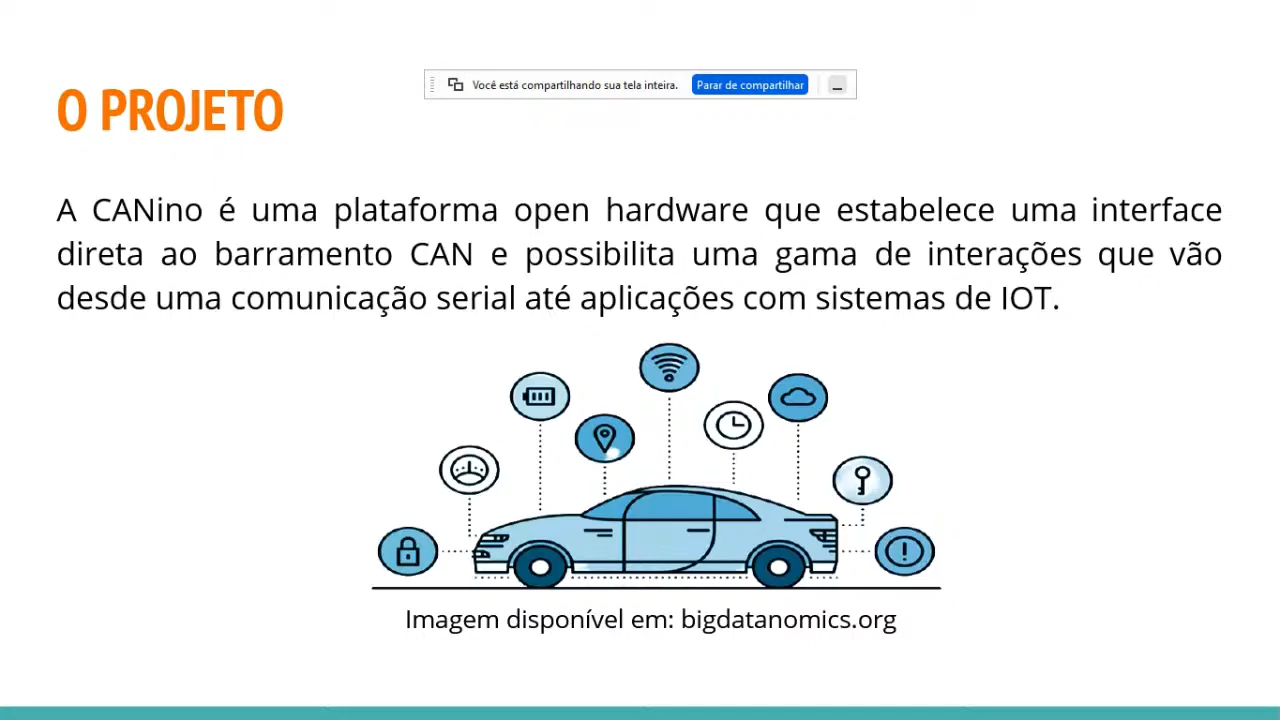 Você está compartilhando sua tela inteira. Parar de compartilhar
O PROJETO
A CANino é uma plataforma open hardware que estabelece uma interface
direta ao barramento CAN e possibilita uma gama de interações que vão
desde uma comunicação serial até aplicações com sistemas de IOT.
Imagem disponível em: bigdatanomics.org